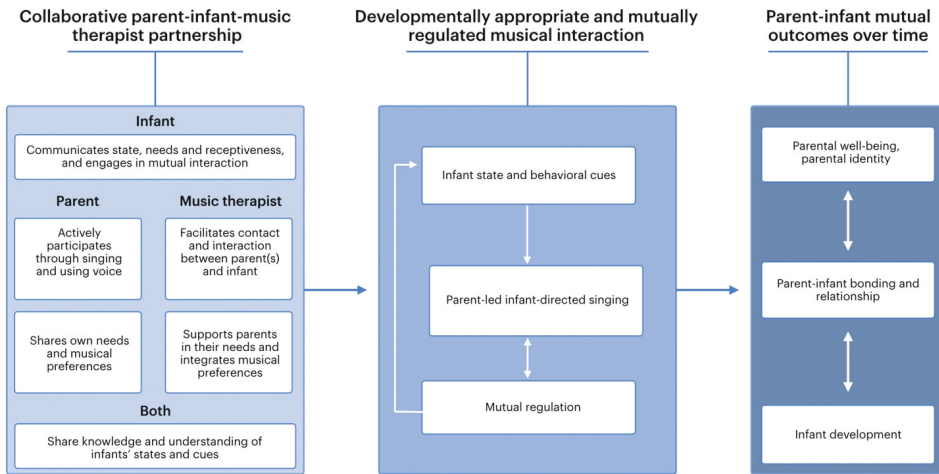 Collaborative parent-infant-music
therapist partnership
Developmentally appropriate and mutually
regulated musical interaction
Parent-infant mutual
outcomes over time
Infant
Communicates state, needs and receptiveness,
and engages in mutual interaction
Parent
Music therapist
Actively
participates
through singing
and using voice
Facilitates contact
and interaction
between parent(s)
and infant
Shares own needs
and musical
preferences
Supports parents
in their needs and
integrates musical
preferences
Both
Share knowledge and understanding of
infants' states and cues
Infant state and behavioral cues
Parent-led infant-directed singing
Mutual regulation
Parental well-being,
parental identity
Parent-infant bonding and
relationship
Infant development